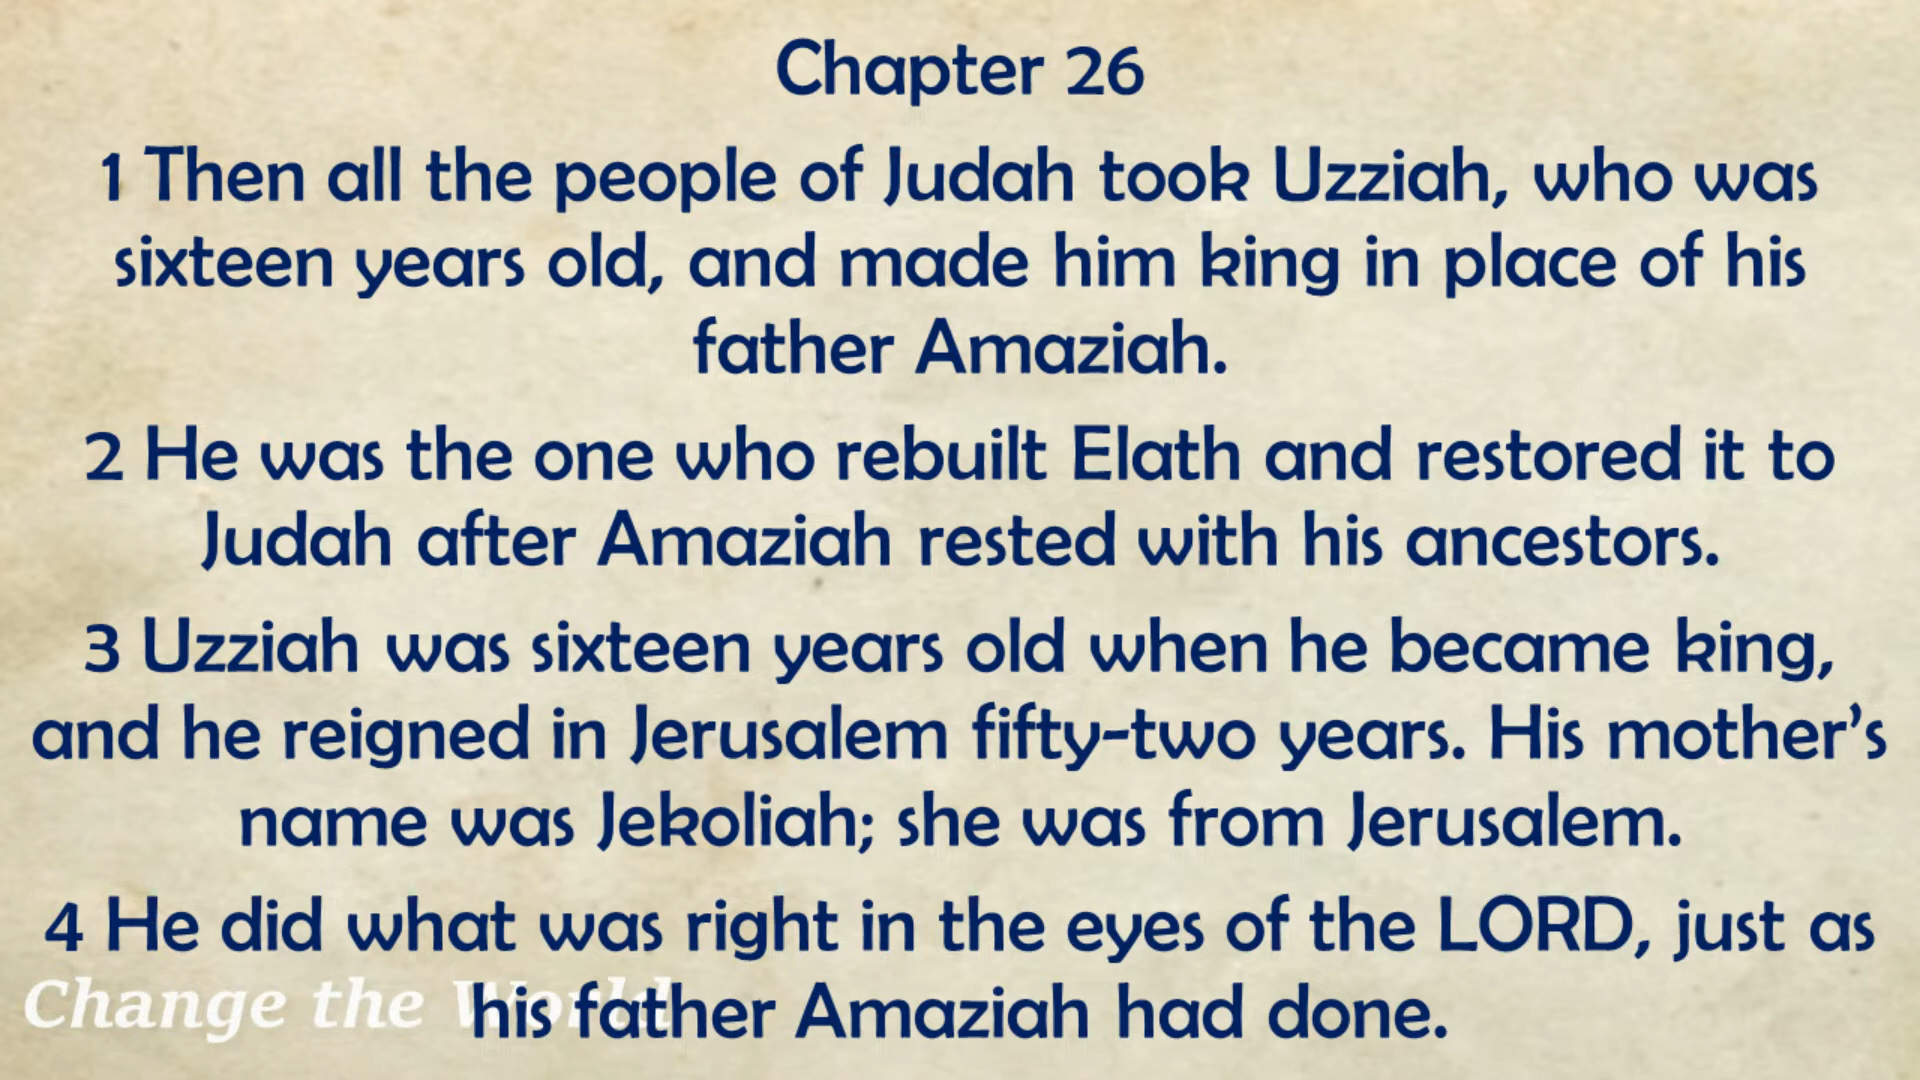 Chapter 26
1 Then all the people of Judah took Uzziah, who was
sixteen years old, and made him king in place of his
father Amaziah.
2 He was the one who rebuilt Elath and restored it to
Judah after Amaziah rested with his ancestors.
3 Uzziah was sixteen years old when he became king,
and he reigned in Jerusalem fifty-two years. His mother’s
name was Jekoliah; she was from Jerusalem.
4 He did what was right in the eyes of the LORD, just as
his father Amaziah had done.
Change the World